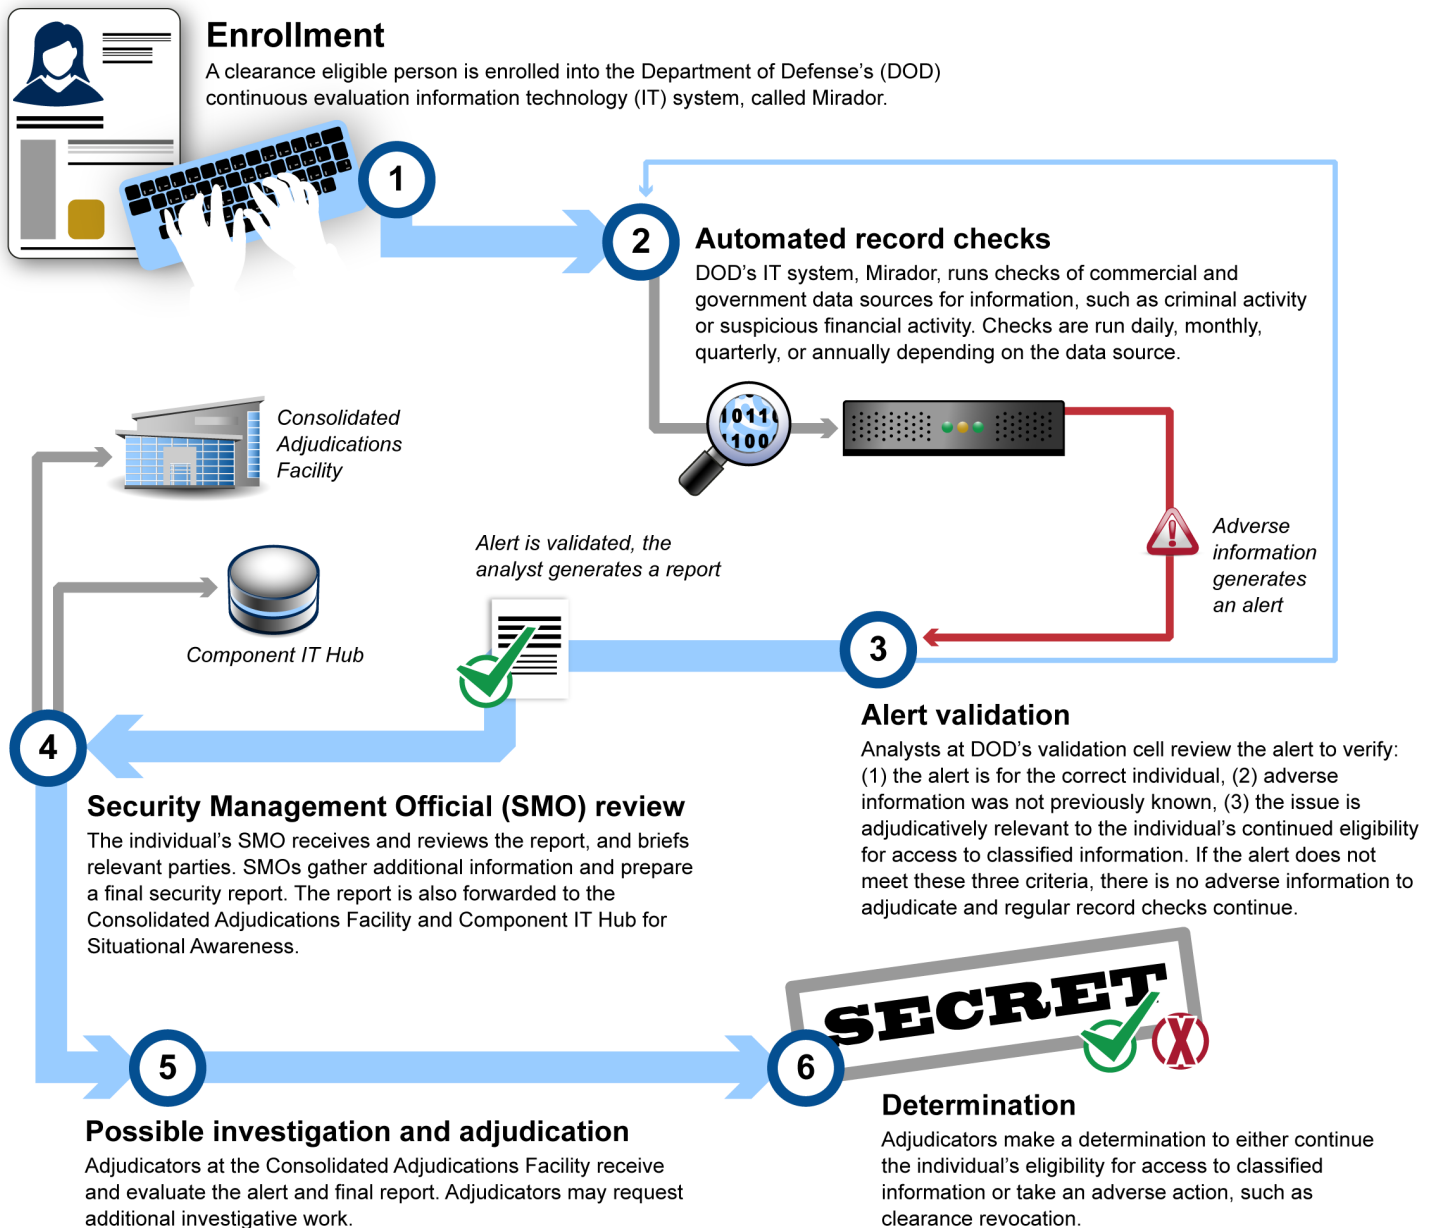 Enrollment
A clearance eligible person is enrolled into the Department of Defense's (DOD)
continuous evaluation information technology (IT) system, called Mirador.
1
2
Automated record checks
DOD's IT system, Mirador, runs checks of commercial and
government data sources for information, such as criminal activity
or suspicious financial activity. Checks are run daily, monthly,
quarterly, or annually depending on the data source.
10110
1100
Consolidated
Adjudications
Facility
Adverse
information
generates
an alert
Alert is validated, the
analyst generates a report
Component IT Hub
3
Alert validation
Analysts at DOD's validation cell review the alert to verify:
(1) the alert is for the correct individual, (2) adverse
information was not previously known, (3) the issue is
adjudicatively relevant to the individual's continued eligibility
for access to classified information. If the alert does not
meet these three criteria, there is no adverse information to
adjudicate and regular record checks continue.
4
Security Management Official (SMO) review
The individual's SMO receives and reviews the report, and briefs
relevant parties. SMOs gather additional information and prepare
a final security report. The report is also forwarded to the
Consolidated Adjudications Facility and Component IT Hub for
Situational Awareness.
5
Possible investigation and adjudication
Adjudicators at the Consolidated Adjudications Facility receive
and evaluate the alert and final report. Adjudicators may request
additional investigative work.
SECRET
X
6
Determination
Adjudicators make a determination to either continue
the individual's eligibility for access to classified
information or take an adverse action, such as
clearance revocation.